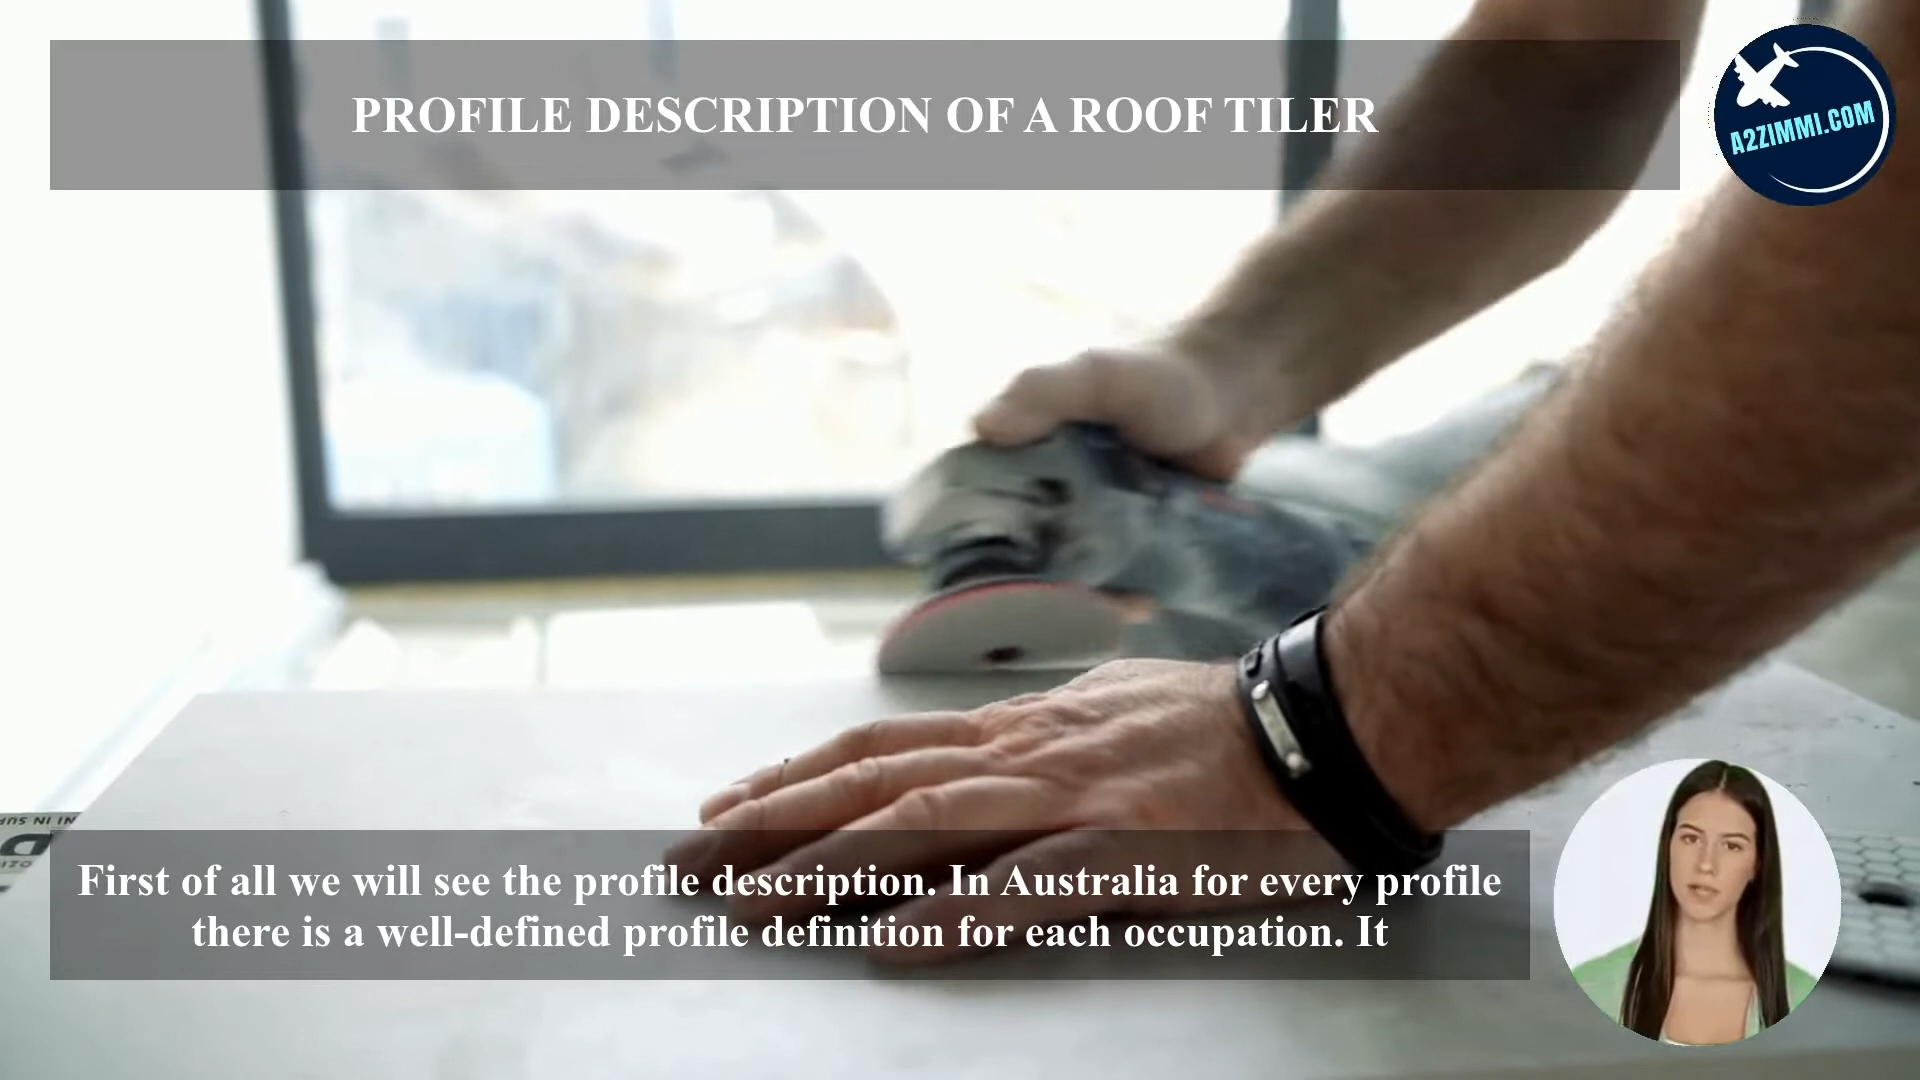 PROFILE DESCRIPTION OF A ROOF TILER
A2ZIMMI.COM
First of all we will see the profile description. In Australia for every profile
there is a well-defined profile definition for each occupation. It